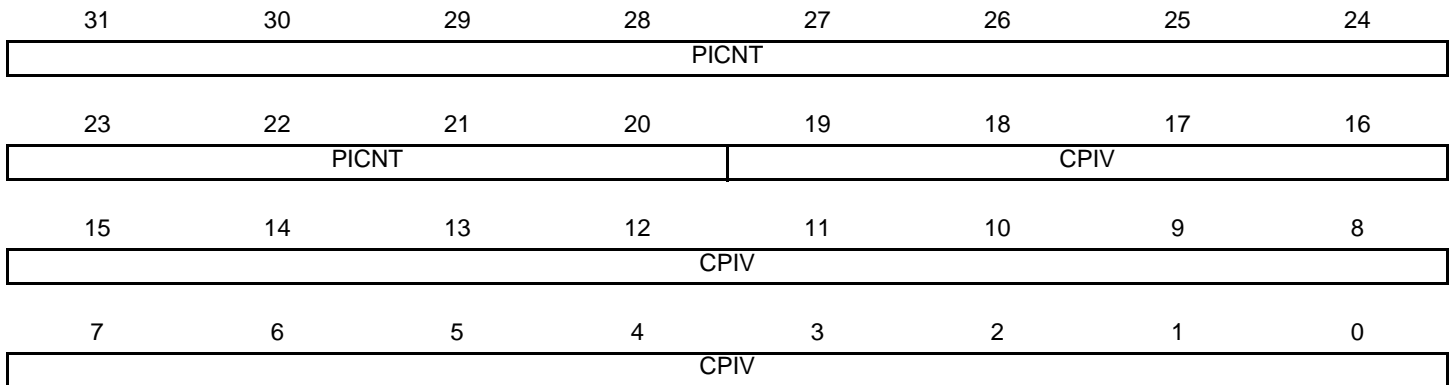 31 30 29 28 27 26 25 24
PICNT
23 22 21 20 19 18 17 16
PICNT CPIV
15 14 13 12 11 10 9 8
CPIV
7 6 5 4 3 2 1 0
CPIV